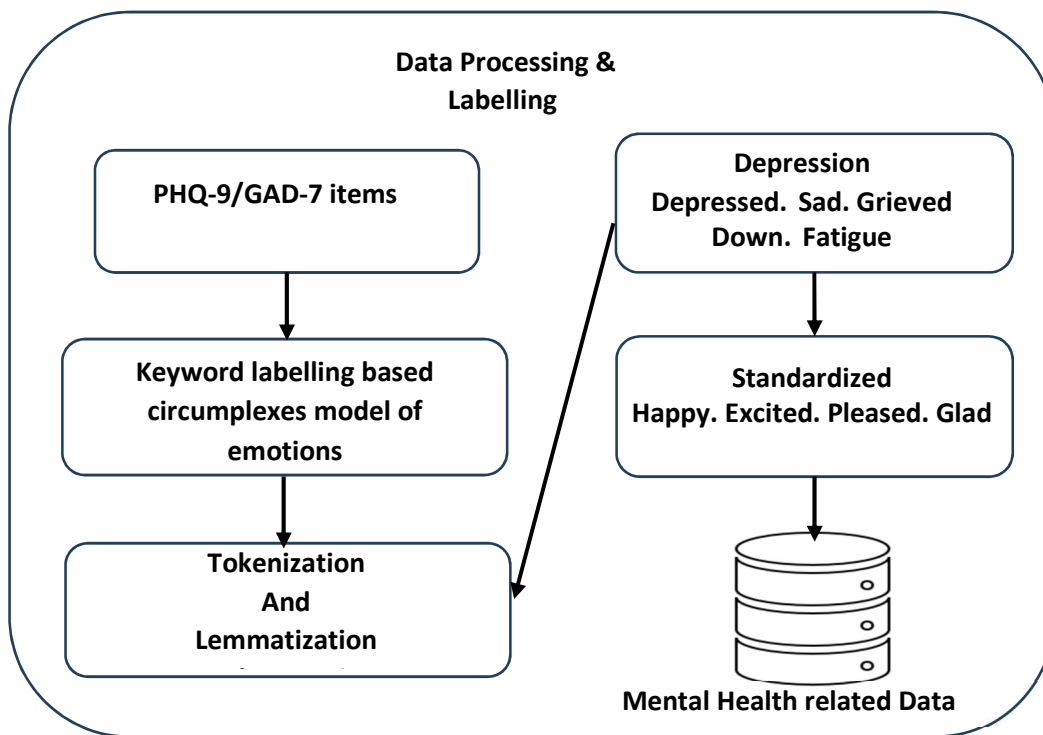 Data Processing &
Labelling
PHQ-9/GAD-7 items
Keyword labelling based
circumplexes model of
emotions
Tokenization
And
Lemmatization
Depression
Depressed. Sad. Grieved
Down. Fatigue
Standardized
Happy. Excited. Pleased. Glad
Mental Health related Data